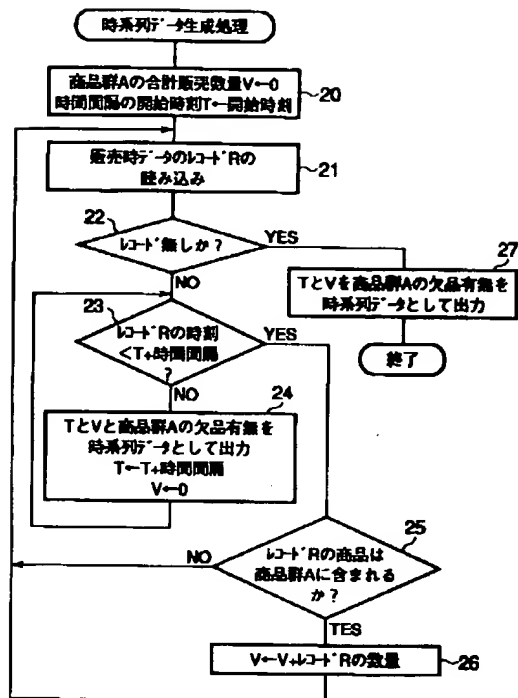 時系列データ生成処理
商品群Aの合計販売数量V←0
時間間隔の開始時刻T←開始時刻
20
販売時データのレコードRの
読み込み
21
22
レコード無しか？
YES
NO
27
TとVを商品群Aの欠品有無を
時系列データとして出力
終了
23
レコードRの時刻
<T+時間間隔
？
YES
NO
24
TとVと商品群Aの欠品有無を
時系列データとして出力
T←T+時間間隔
V←0
25
NO
レコードRの商品は
商品群Aに含まれる
か？
TES
V←V+レコードRの数量
26